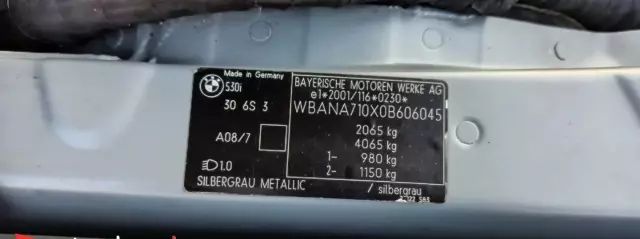 Made in Germany
530i
30 6S 3
A08/7
1.0
SILBERGRAU METALLIC
BAYERISCHE MOTOREN WERKE AG
e1*2001/116*0230*
WBANA710X0B606045
2065 kg
4065 kg
1- 980 kg
2- 1150 kg
/ silbergrau